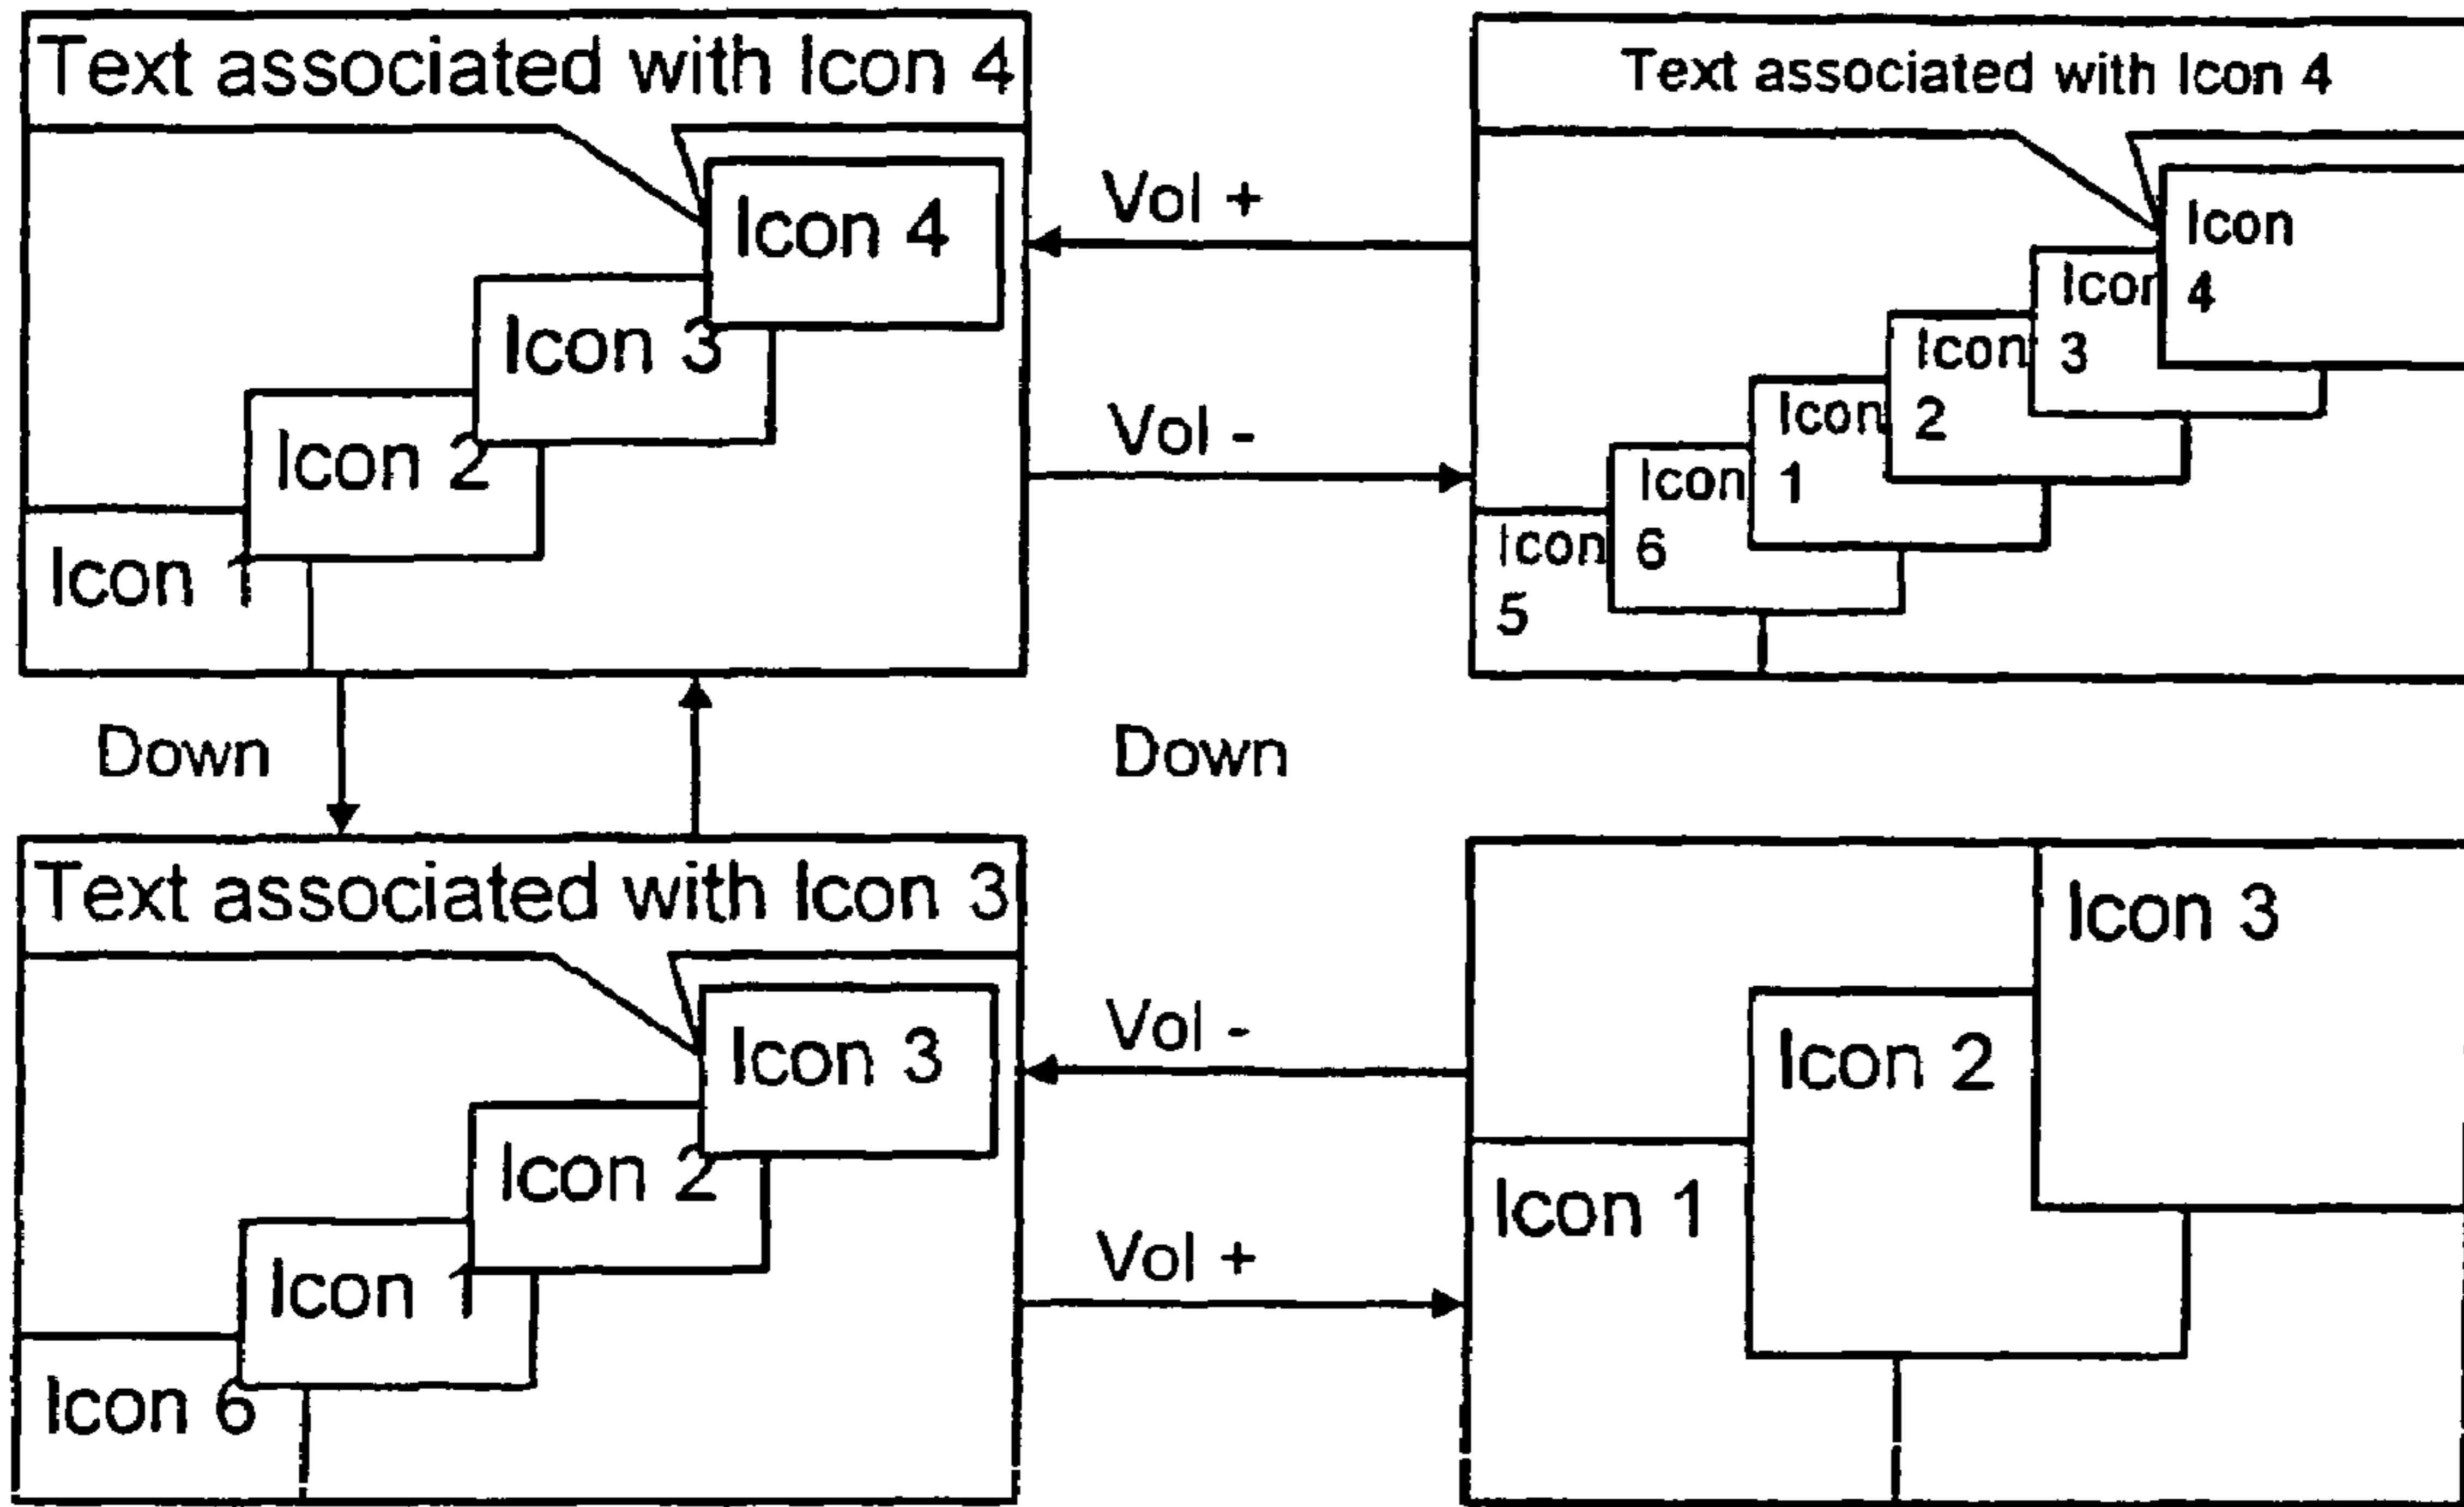 Text associated with Icon 4
Icon 4
Icon 3
Icon 2
Icon 1
Vol +
Vol -
Text associated with Icon 4
Icon
4
Icon
3
Icon
2
Icon
1
Icon
6
Icon
5
Down
Down
Text associated with Icon 3
Icon 3
Icon 2
Icon 1
Icon 6
Vol -
Vol +
Icon 3
Icon 2
Icon 1